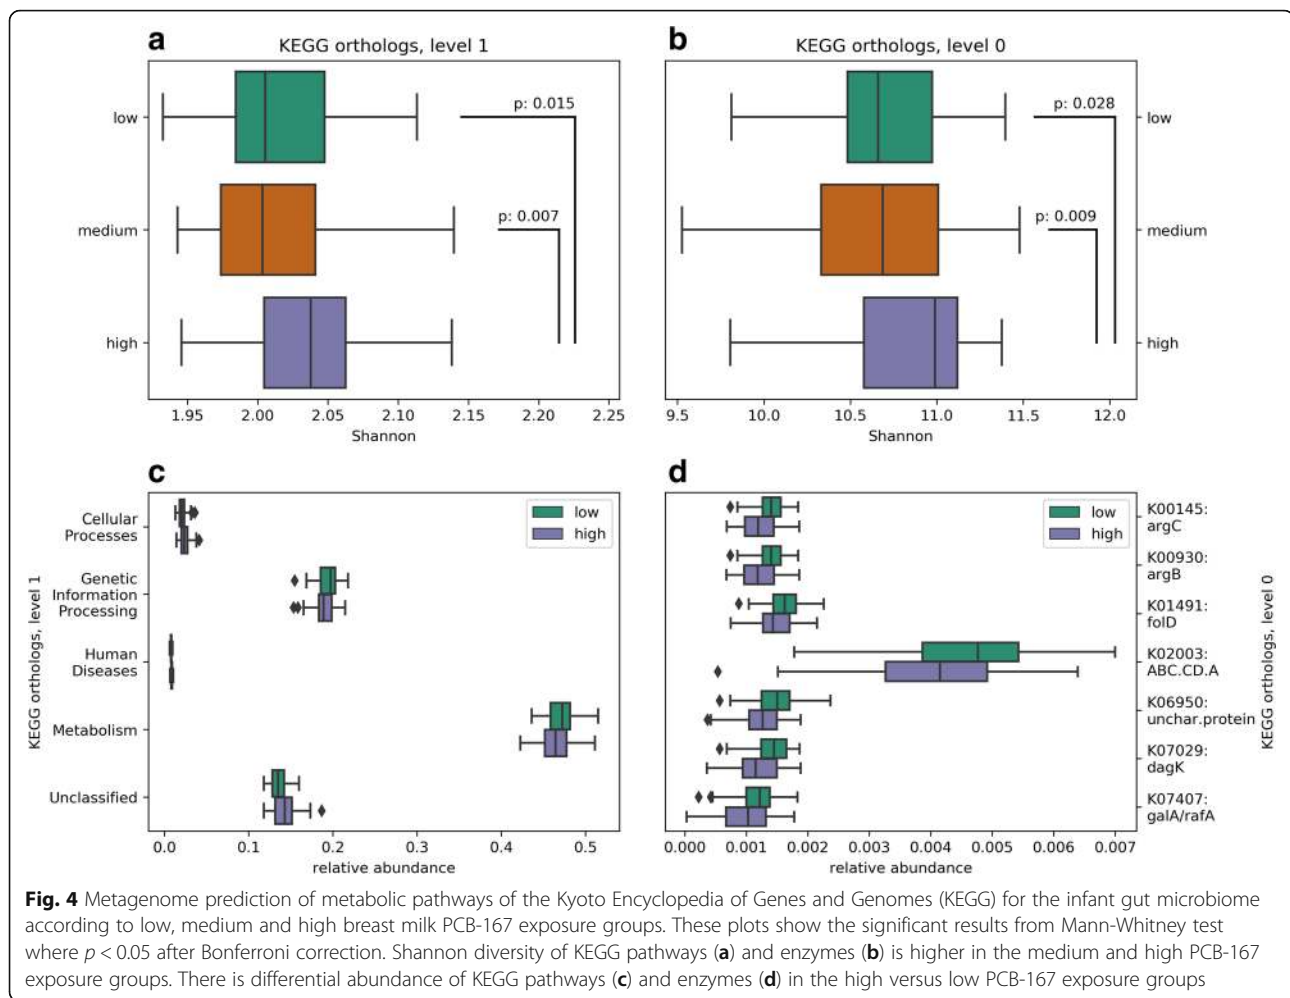 a
KEGG orthologs, level 1
low
medium
high
p: 0.015
p: 0.007
1.95 2.00 2.05 2.10 2.15 2.20 2.25
Shannon
b
KEGG orthologs, level 0
p: 0.028
p: 0.009
low
medium
high
9.5 10.0 10.5 11.0 11.5 12.0
Shannon
c
low
high
KEGG orthologs, level 1
Cellular
Processes
Genetic
Information
Processing
Human
Diseases
Metabolism
Unclassified
0.0 0.1 0.2 0.3 0.4 0.5
relative abundance
d
low
high
K00145:
argC
K00930:
argB
K01491:
folD
K02003:
ABC.CD.A
K06950:
unchar.protein
K07029:
dagK
K07407:
galA/rafA
KEGG orthologs, level 0
0.000 0.001 0.002 0.003 0.004 0.005 0.006 0.007
relative abundance
Fig. 4 Metagenome prediction of metabolic pathways of the Kyoto Encyclopedia of Genes and Genomes (KEGG) for the infant gut microbiome
according to low, medium and high breast milk PCB-167 exposure groups. These plots show the significant results from Mann-Whitney test
where p < 0.05 after Bonferroni correction. Shannon diversity of KEGG pathways (a) and enzymes (b) is higher in the medium and high PCB-167
exposure groups. There is differential abundance of KEGG pathways (c) and enzymes (d) in the high versus low PCB-167 exposure groups